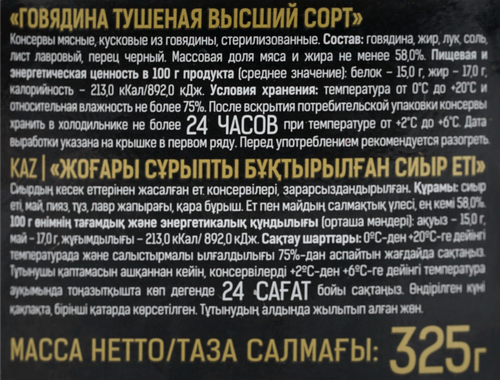 «ГОВЯДИНА ТУШЕНАЯ ВЫСШИЙ СОРТ»
Консервы мясные, кусковые из говядины, стерилизованные. Состав: говядина, жир, лук, соль,
лист лавровый, перец черный. Массовая доля мяса и жира не менее 58,0%. Пищевая и
энергетическая ценность в 100 г продукта (среднее значение): белок – 15,0 г, жир – 17,0 г,
калорийность – 213,0 кКал/892,0 кДж. Условия хранения: температура от 0°С до +20°С и
относительная влажность не более 75%. После вскрытия потребительской упаковки консервы
хранить в холодильнике не более 24 ЧАСОВ при температуре от +2°С до +6°С. Дата
выработки указана на крышке в первом ряду. Перед употреблением рекомендуется разогреть.
KAZ | «ЖОҒАРЫ СҰРЫПТЫ БҰҚТЫРЫЛҒАН СИЫР ЕТІ»
Сиырдың кесек еттерінен жасалған ет консервілері, зарарсыздандырылған. Құрамы: сиыр
еті, май, пияз, тұз, лавр жапырағы, қара бұрыш. Ет пен майдың салмақтық үлесі, ең кемі 58,0%.
100 г өнімнің тағамдық және энергетикалық құндылығы (орташа мәндері): ақуыз – 15,0 г,
май – 17,0 г, жұғымдылығы – 213,0 кКал/ 892,0 кДж. Сақтау шарттары: 0°С-ден +20°С-ге дейінгі
температурада және салыстырмалы ылғалдылығы 75%-дан аспайтын жағдайда сақтаңыз.
Тұтынушы қаптамасын ашқаннан кейін, консервілерді +2°С-ден +6°С-ге дейінгі температура
ауқымында тоңазытқышта көп дегенде 24 САҒАТ бойы сақтаңыз. Өндірілген күні
қақпақта, бірінші қатарда көрсетілген. Тұтынудың алдында жылытып алған жөн.
МАССА НЕТТО/ТАЗА САЛМАҒЫ: 325г